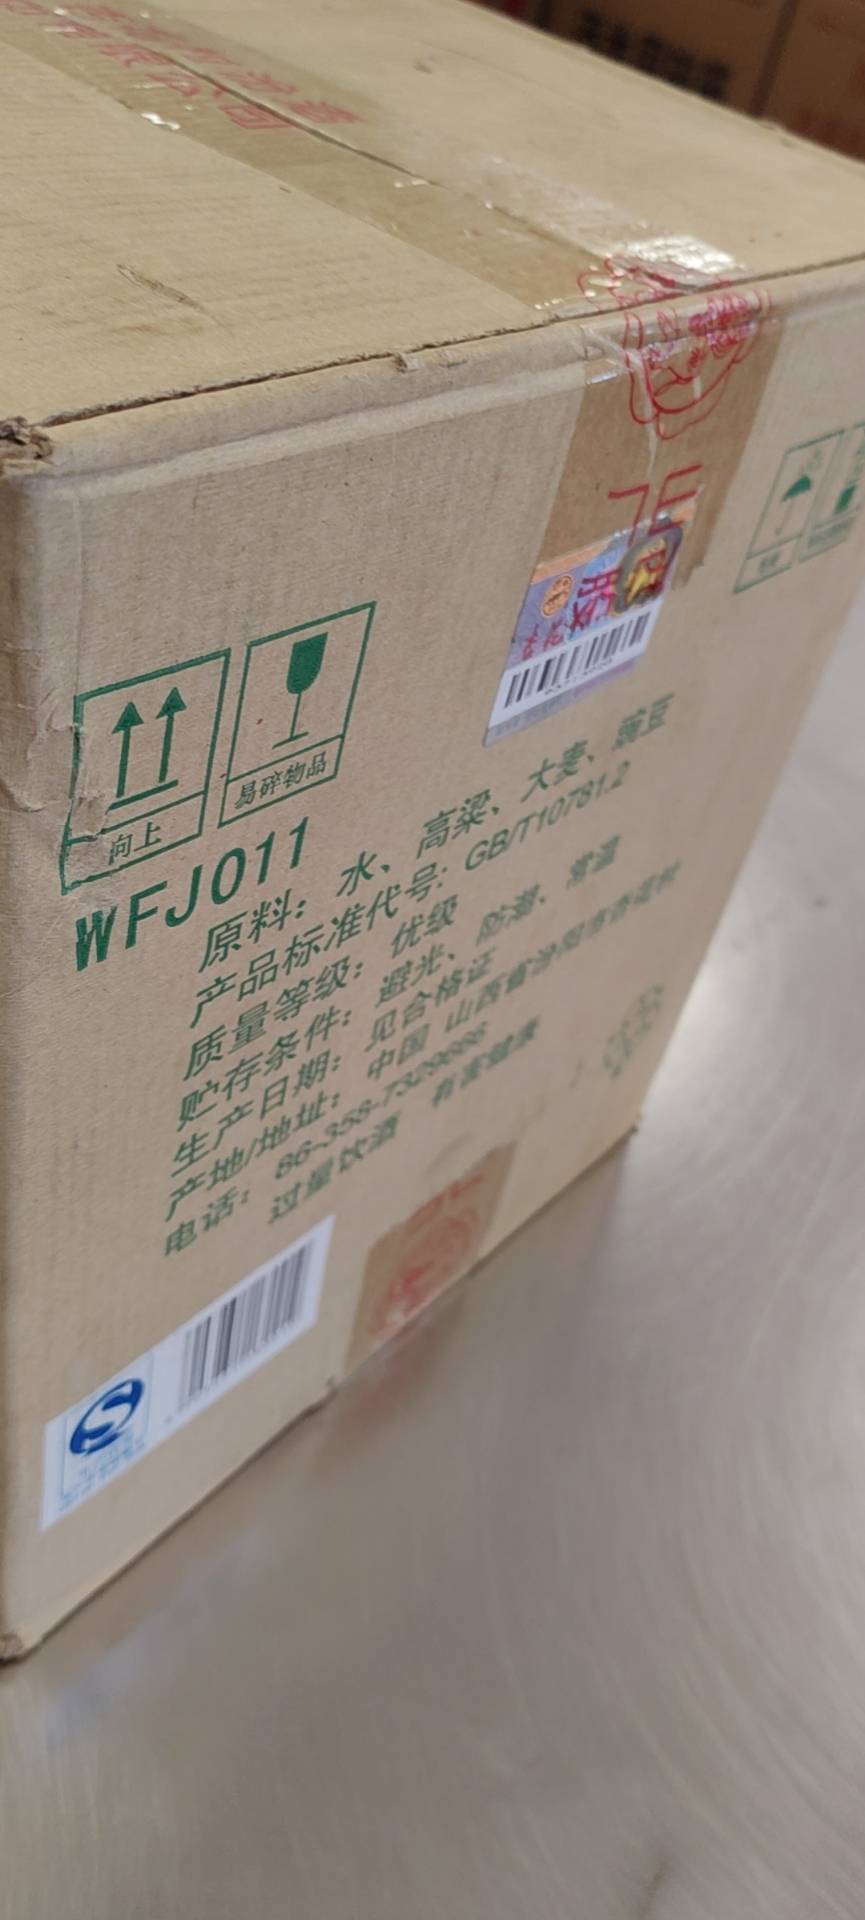 向上
易碎物品
WFJ011
原料：水、高粱、大麦、豌豆
产品标准代号：GB/T10781.2
质量等级：优级
贮存条件：避光、防潮、常温
生产日期：见合格证
产地/地址：中国 山西省汾阳市杏花村
电话：86-358-7329666
过量饮酒 有害健康